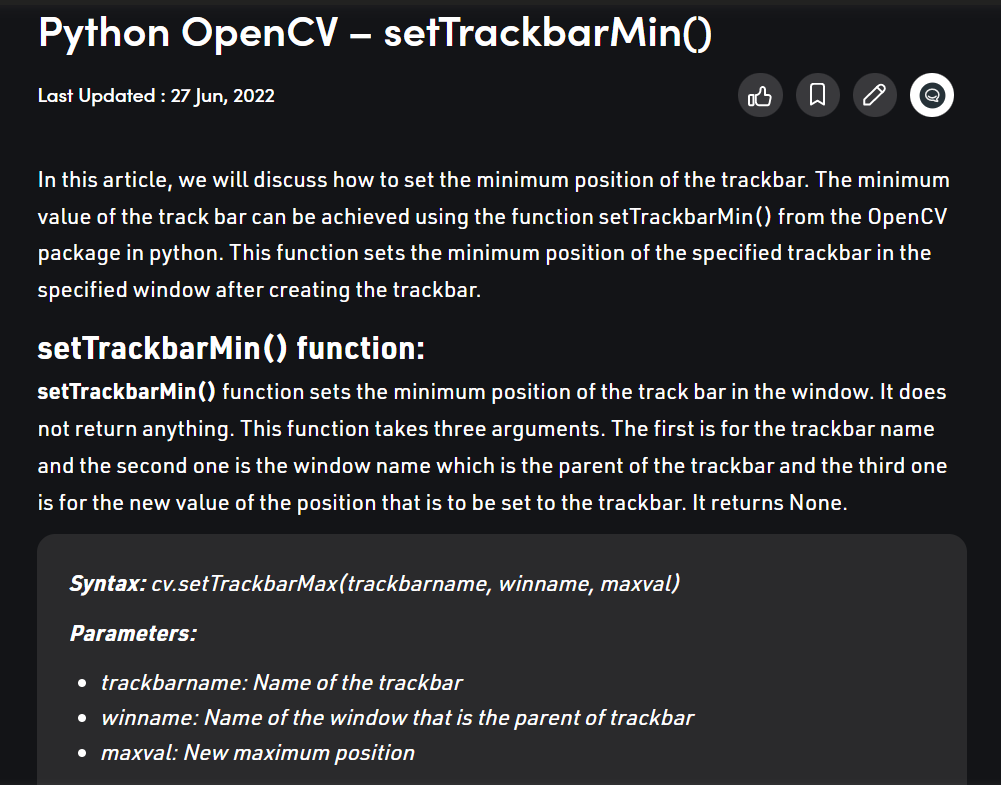 Python OpenCV – setTrackbarMin()
Last Updated : 27 Jun, 2022
In this article, we will discuss how to set the minimum position of the trackbar. The minimum
value of the track bar can be achieved using the function setTrackbarMin() from the OpenCV
package in python. This function sets the minimum position of the specified trackbar in the
specified window after creating the trackbar.
setTrackbarMin() function:
setTrackbarMin() function sets the minimum position of the track bar in the window. It does
not return anything. This function takes three arguments. The first is for the trackbar name
and the second one is the window name which is the parent of the trackbar and the third one
is for the new value of the position that is to be set to the trackbar. It returns None.
Syntax: cv.setTrackbarMax(trackbarname, winname, maxval)
Parameters:
• trackbarname: Name of the trackbar
• winname: Name of the window that is the parent of trackbar
• maxval: New maximum position